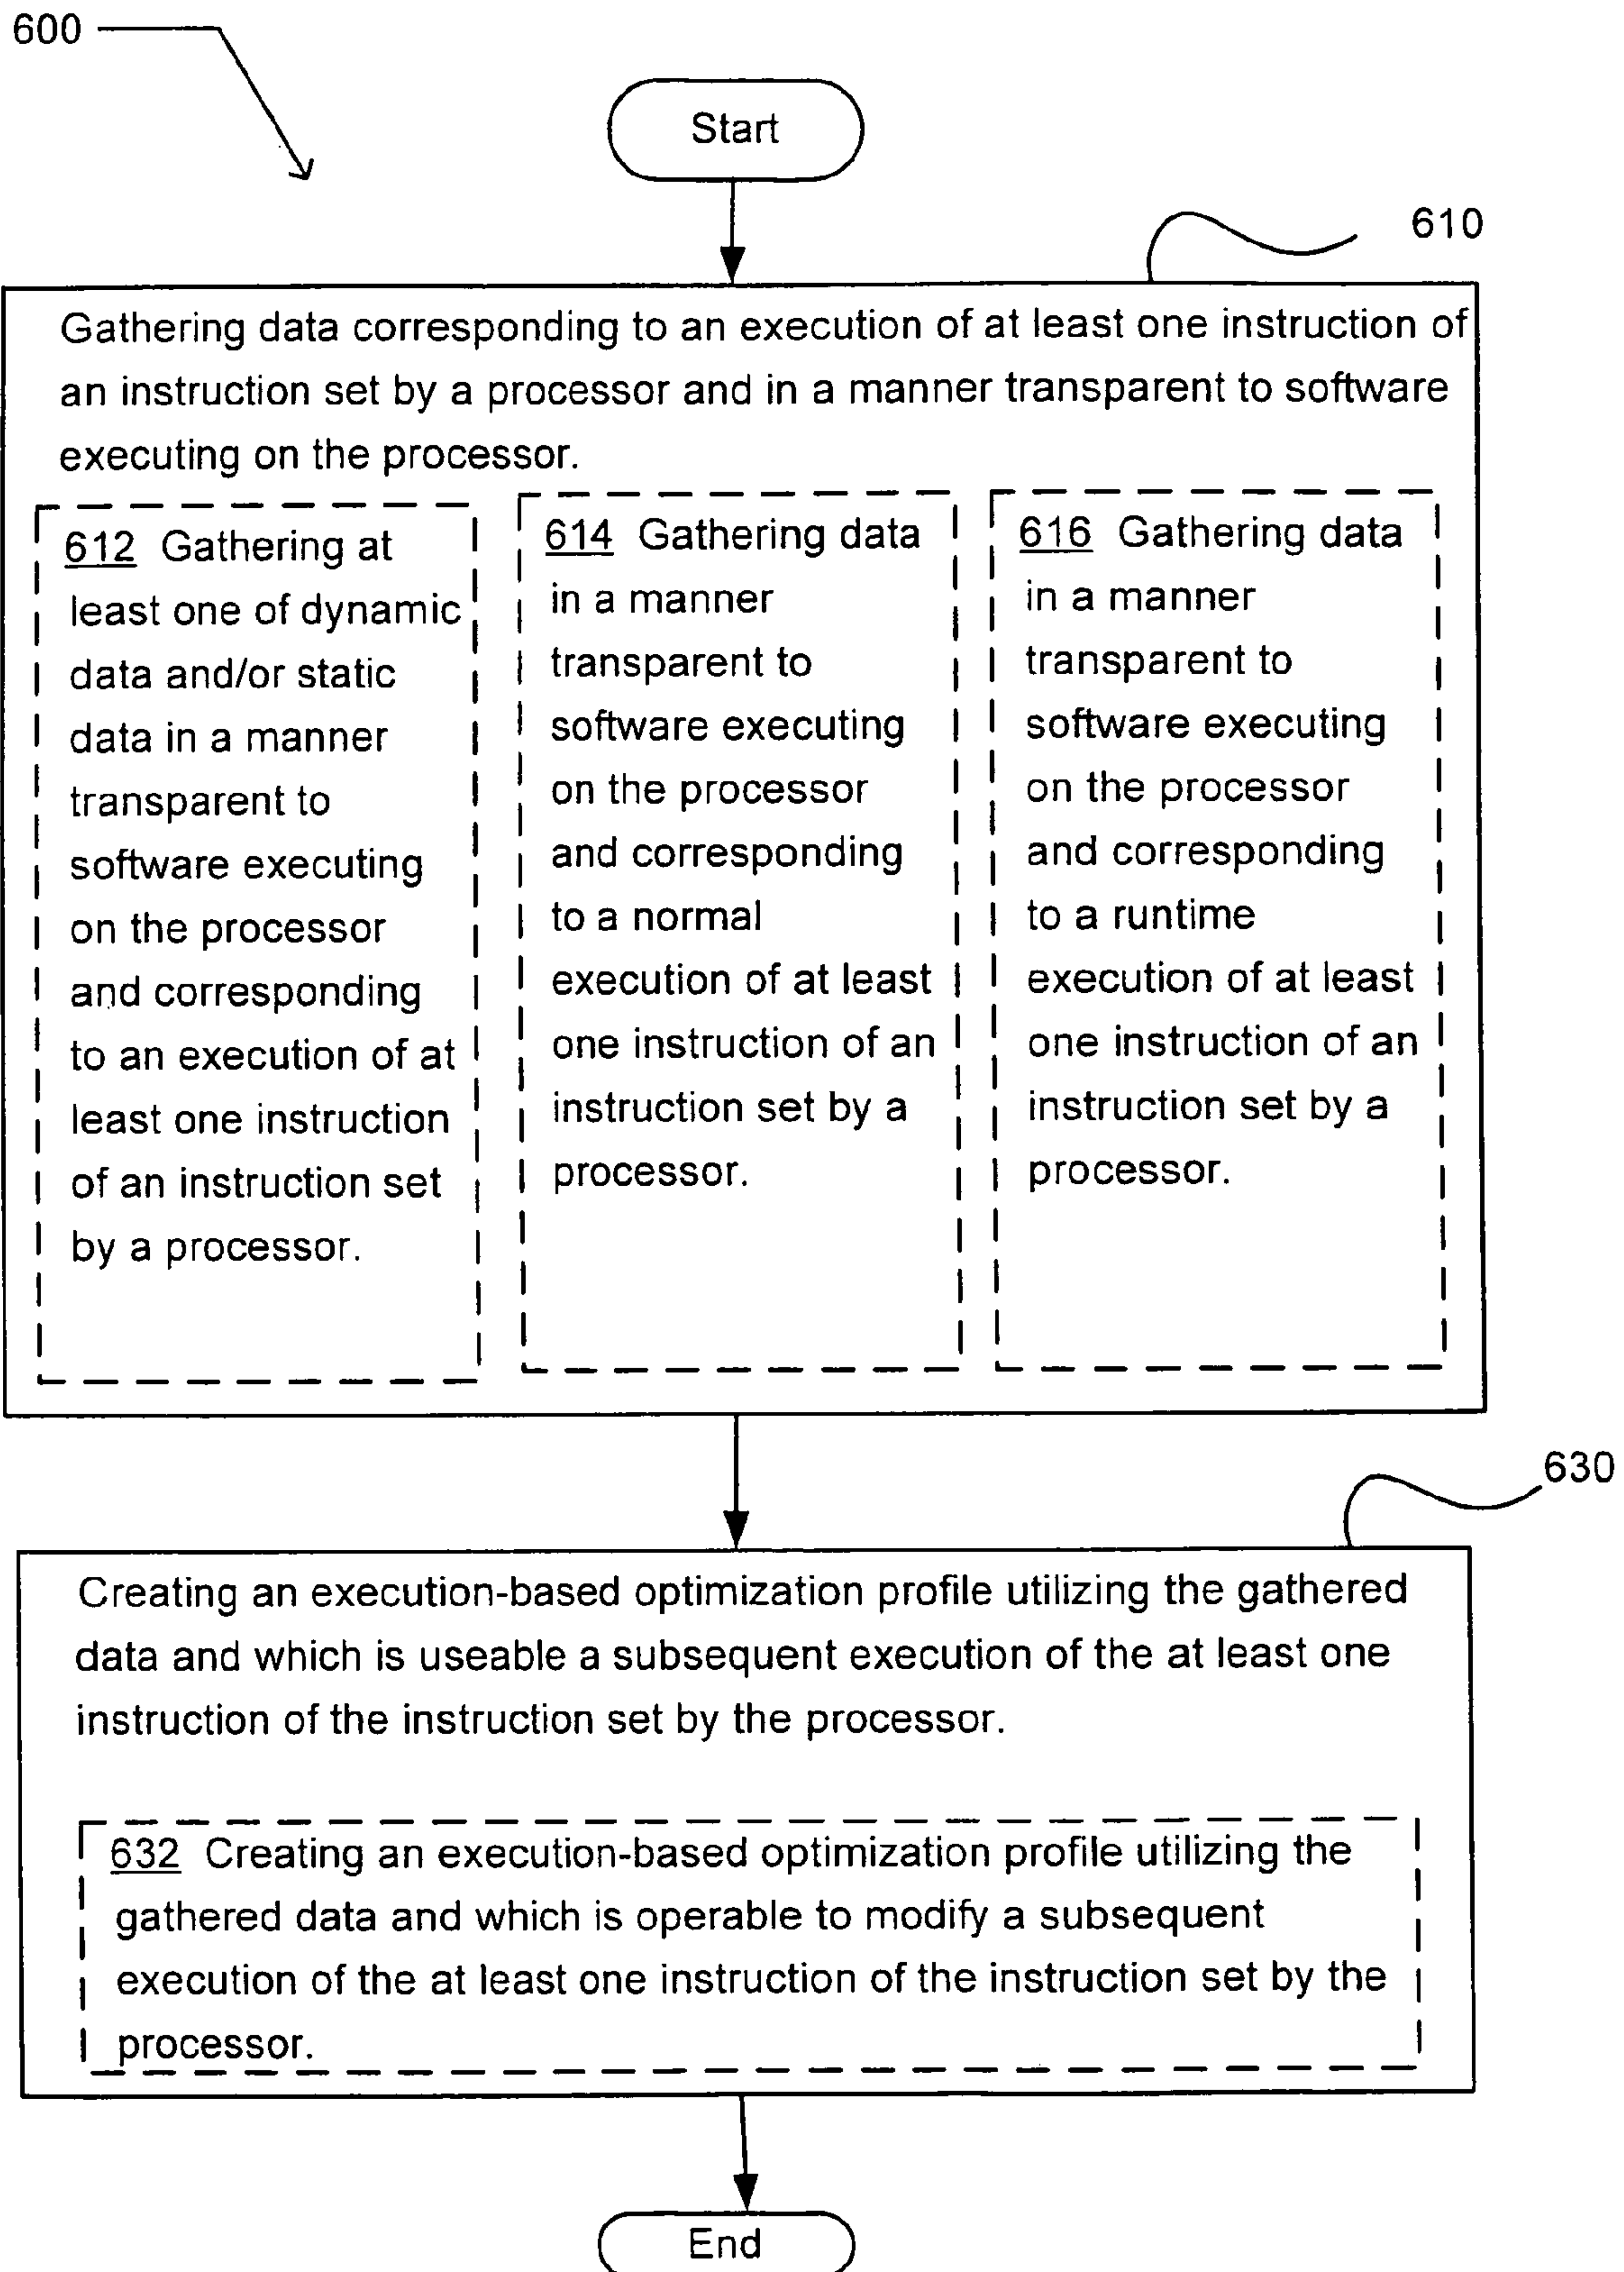 600
Start
610
Gathering data corresponding to an execution of at least one instruction of
an instruction set by a processor and in a manner transparent to software
executing on the processor.
612 Gathering at
least one of dynamic
data and/or static
data in a manner
transparent to
software executing
on the processor
and corresponding
to an execution of at
least one instruction
of an instruction set
by a processor.
614 Gathering data
in a manner
transparent to
software executing
on the processor
and corresponding
to a normal
execution of at least
one instruction of an
instruction set by a
processor.
616 Gathering data
in a manner
transparent to
software executing
on the processor
and corresponding
to a runtime
execution of at least
one instruction of an
instruction set by a
processor.
630
Creating an execution-based optimization profile utilizing the gathered
data and which is useable a subsequent execution of the at least one
instruction of the instruction set by the processor.
632 Creating an execution-based optimization profile utilizing the
gathered data and which is operable to modify a subsequent
execution of the at least one instruction of the instruction set by the
processor.
End